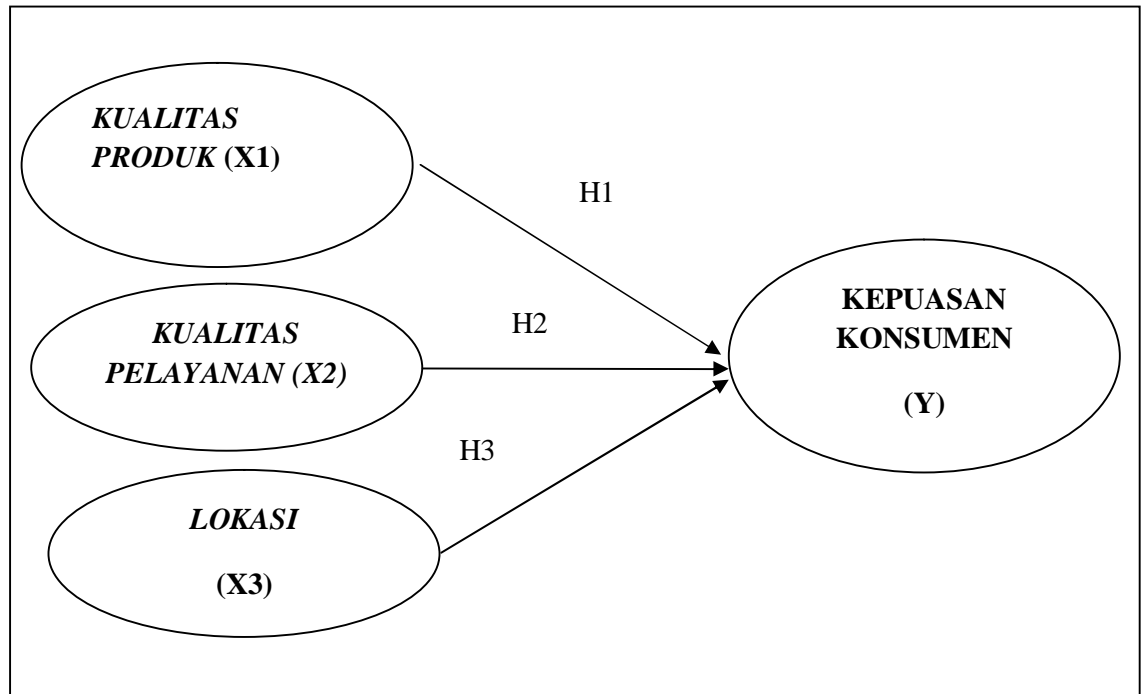 KUALITAS
PRODUK (X1)
H1
KUALITAS
PELAYANAN (X2)
H2
H3
LOKASI
(X3)
KEPUASAN
KONSUMEN
(Y)